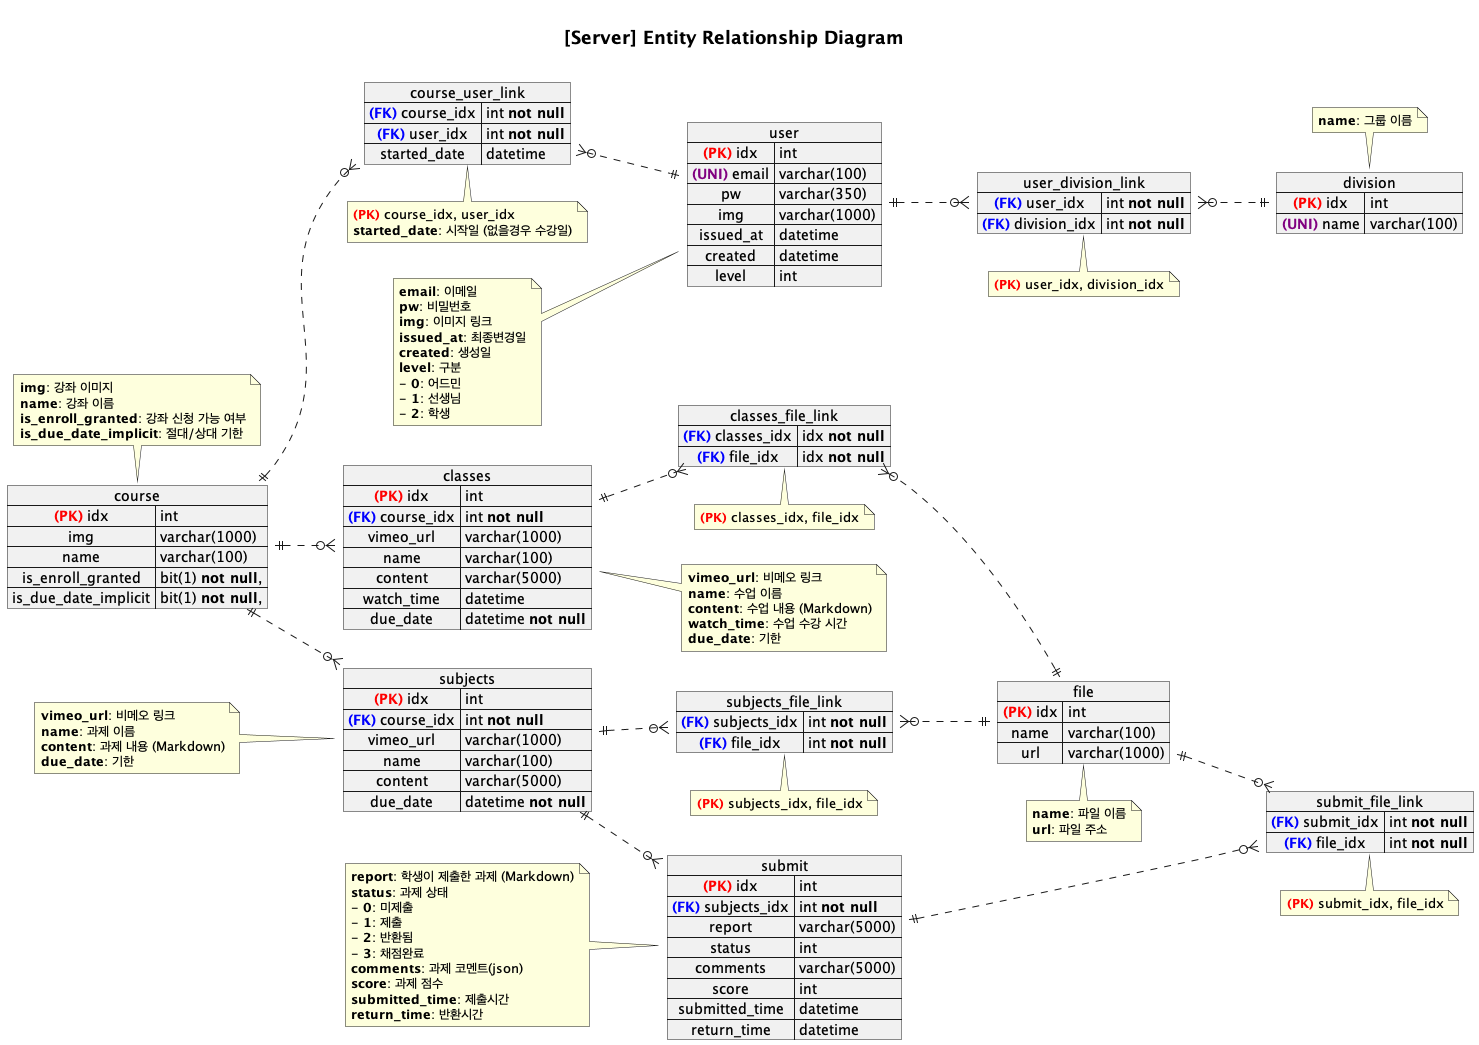 [Server] Entity Relationship Diagram
course_user_link
(FK) course_idx int not null
(FK) user_idx int not null
started_date datetime
(PK) course_idx, user_idx
started_date: 시작일 (없을경우 수강일)
user
(PK) idx int
(UNI) email varchar(100)
pw varchar(350)
img varchar(1000)
issued_at datetime
created datetime
level int
email: 이메일
pw: 비밀번호
img: 이미지 링크
issued_at: 최종변경일
created: 생성일
level: 구분
- 0: 어드민
- 1: 선생님
- 2: 학생
user_division_link
(FK) user_idx int not null
(FK) division_idx int not null
(PK) user_idx, division_idx
name: 그룹 이름
division
(PK) idx int
(UNI) name varchar(100)
img: 강좌 이미지
name: 강좌 이름
is_enroll_granted: 강좌 신청 가능 여부
is_due_date_implicit: 절대/상대 기한
course
(PK) idx int
img varchar(1000)
name varchar(100)
is_enroll_granted bit(1) not null,
is_due_date_implicit bit(1) not null,
classes
(PK) idx int
(FK) course_idx int not null
vimeo_url varchar(1000)
name varchar(100)
content varchar(5000)
watch_time datetime
due_date datetime not null
classes_file_link
(FK) classes_idx idx not null
(FK) file_idx idx not null
(PK) classes_idx, file_idx
vimeo_url: 비메오 링크
name: 수업 이름
content: 수업 내용 (Markdown)
watch_time: 수업 수강 시간
due_date: 기한
vimeo_url: 비메오 링크
name: 과제 이름
content: 과제 내용 (Markdown)
due_date: 기한
subjects
(PK) idx int
(FK) course_idx int not null
vimeo_url varchar(1000)
name varchar(100)
content varchar(5000)
due_date datetime not null
subjects_file_link
(FK) subjects_idx int not null
(FK) file_idx int not null
(PK) subjects_idx, file_idx
file
(PK) idx int
name varchar(100)
url varchar(1000)
name: 파일 이름
url: 파일 주소
submit_file_link
(FK) submit_idx int not null
(FK) file_idx int not null
(PK) submit_idx, file_idx
report: 학생이 제출한 과제 (Markdown)
status: 과제 상태
- 0: 미제출
- 1: 제출
- 2: 반환됨
- 3: 채점완료
comments: 과제 코멘트(json)
score: 과제 점수
submitted_time: 제출시간
return_time: 반환시간
submit
(PK) idx int
(FK) subjects_idx int not null
report varchar(5000)
status int
comments varchar(5000)
score int
submitted_time datetime
return_time datetime